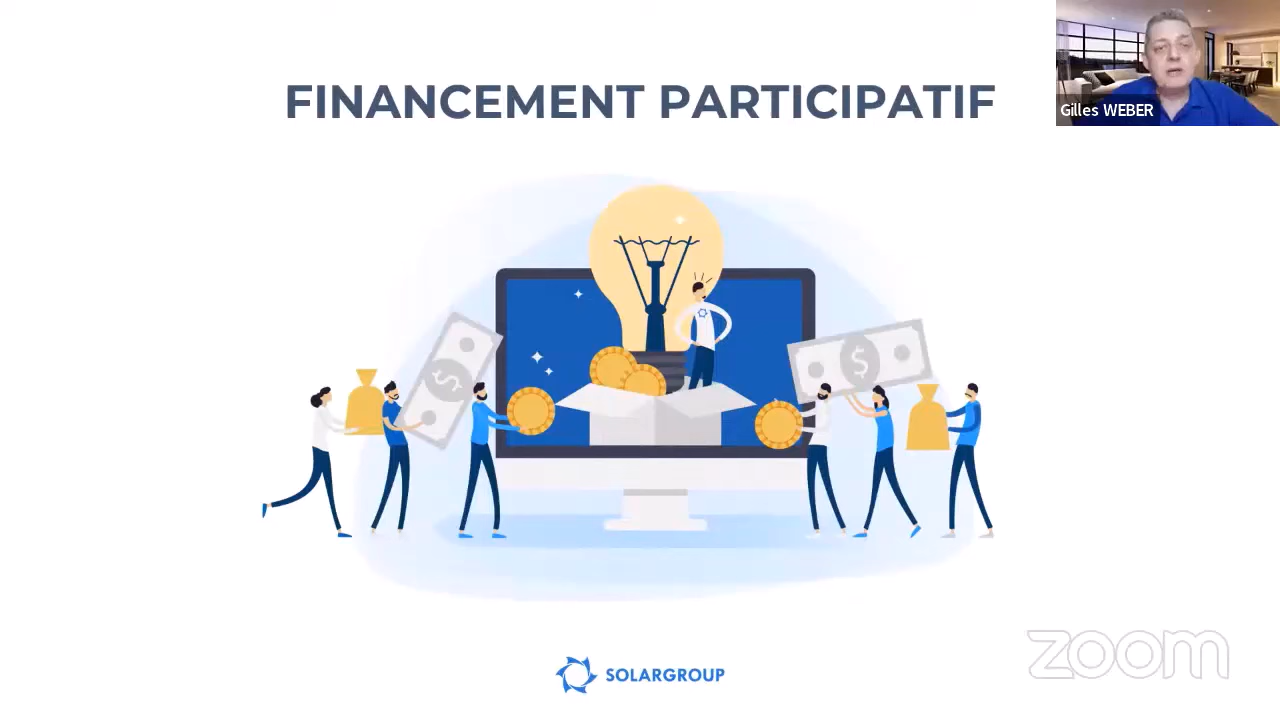 FINANCEMENT PARTICIPATIF
Gilles WEBER
$
$
SOLARGROUP
zoom